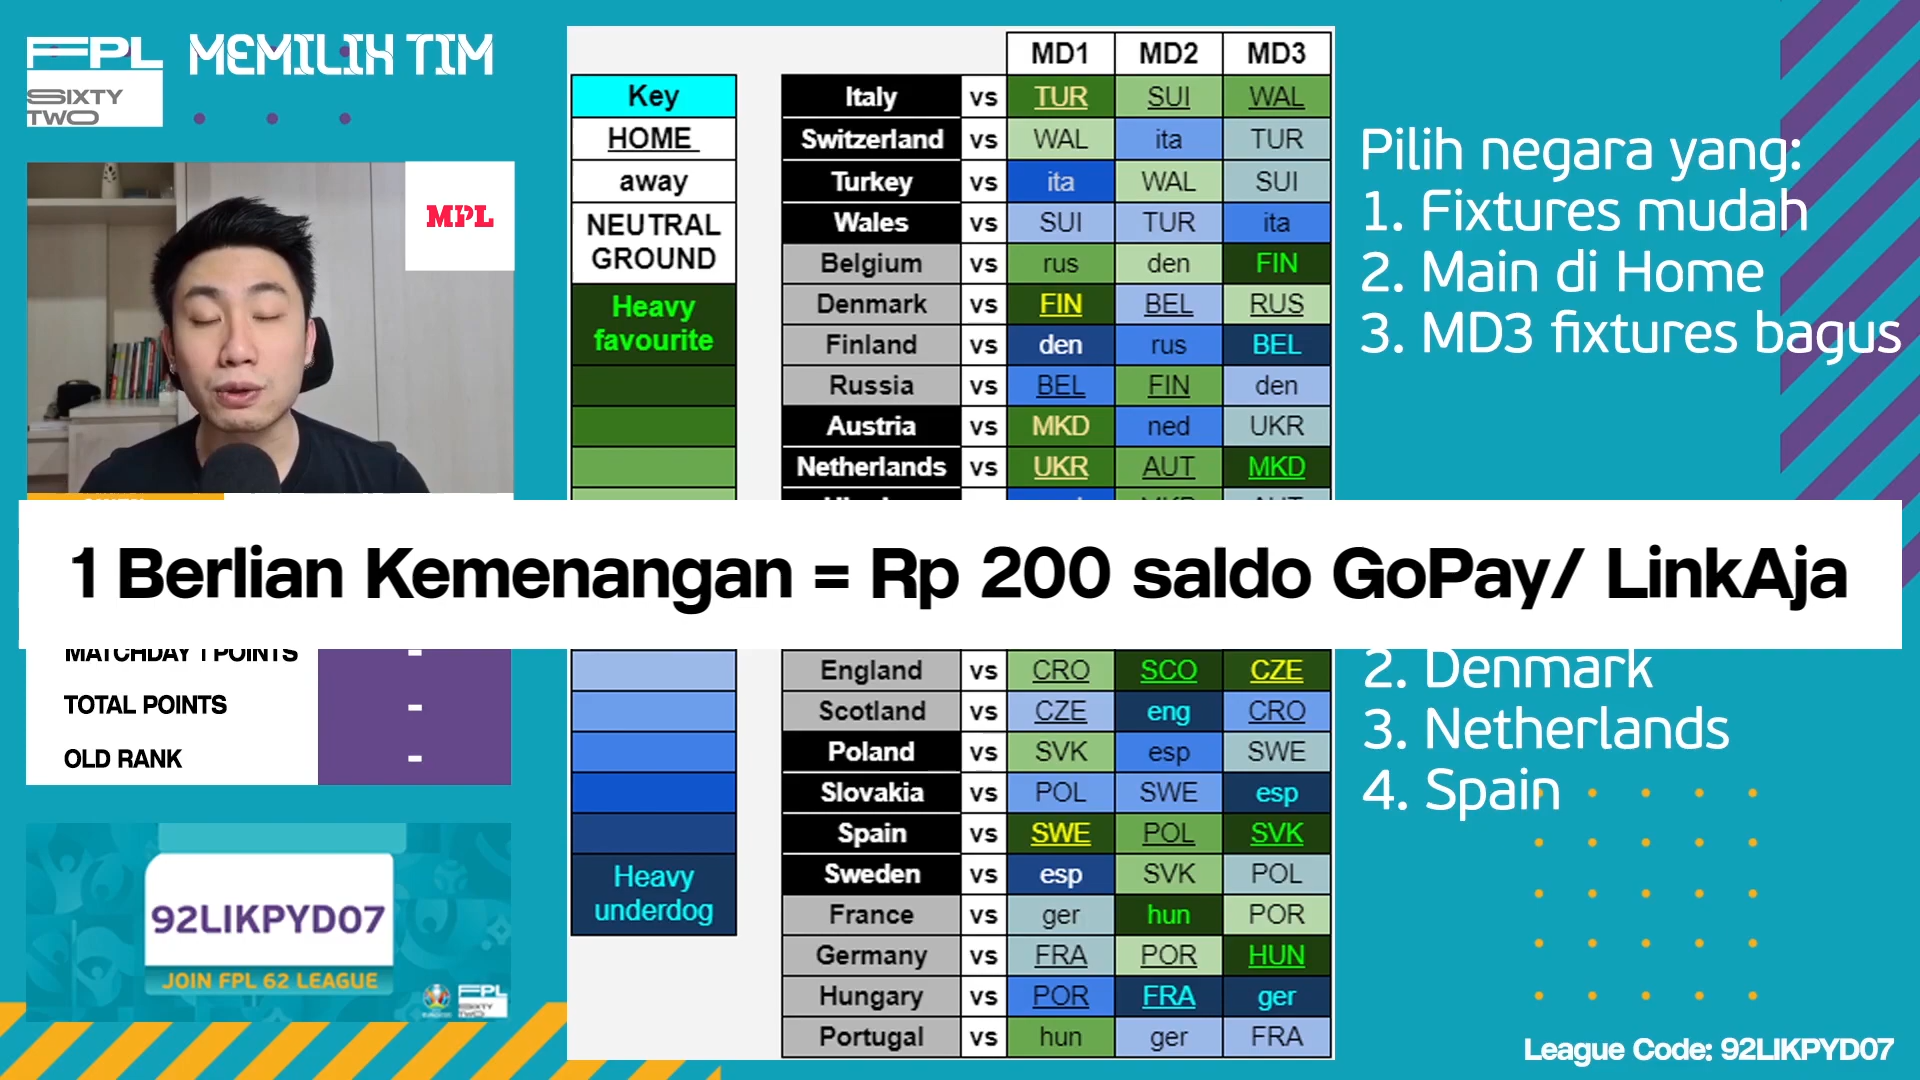 FPL
SIXTY
TWO
MEMILIH TIM
MPL
MATCHDAY 1 POINTS -
TOTAL POINTS -
OLD RANK -
92LIKPYD07
JOIN FPL 62 LEAGUE
FPL
SIXTY
TWO
Key
HOME
away
NEUTRAL
GROUND
Heavy
favourite
Heavy
underdog
MD1 MD2 MD3
Italy vs TUR SUI WAL
Switzerland vs WAL ita TUR
Turkey vs ita WAL SUI
Wales vs SUI TUR ita
Belgium vs rus den FIN
Denmark vs FIN BEL RUS
Finland vs den rus BEL
Russia vs BEL FIN den
Austria vs MKD ned UKR
Netherlands vs UKR AUT MKD
1 Berlian Kemenangan = Rp 200 saldo GoPay/ LinkAja
England vs CRO SCO CZE
Scotland vs CZE eng CRO
Poland vs SVK esp SWE
Slovakia vs POL SWE esp
Spain vs SWE POL SVK
Sweden vs esp SVK POL
France vs ger hun POR
Germany vs FRA POR HUN
Hungary vs POR FRA ger
Portugal vs hun ger FRA
Pilih negara yang:
1. Fixtures mudah
2. Main di Home
3. MD3 fixtures bagus
2. Denmark
3. Netherlands
4. Spain
League Code: 92LIKPYD07